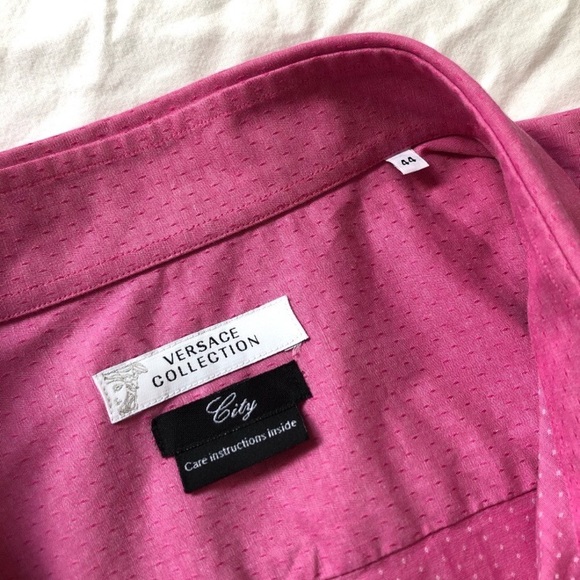 44
VERSACE
COLLECTION
City
Care instructions inside